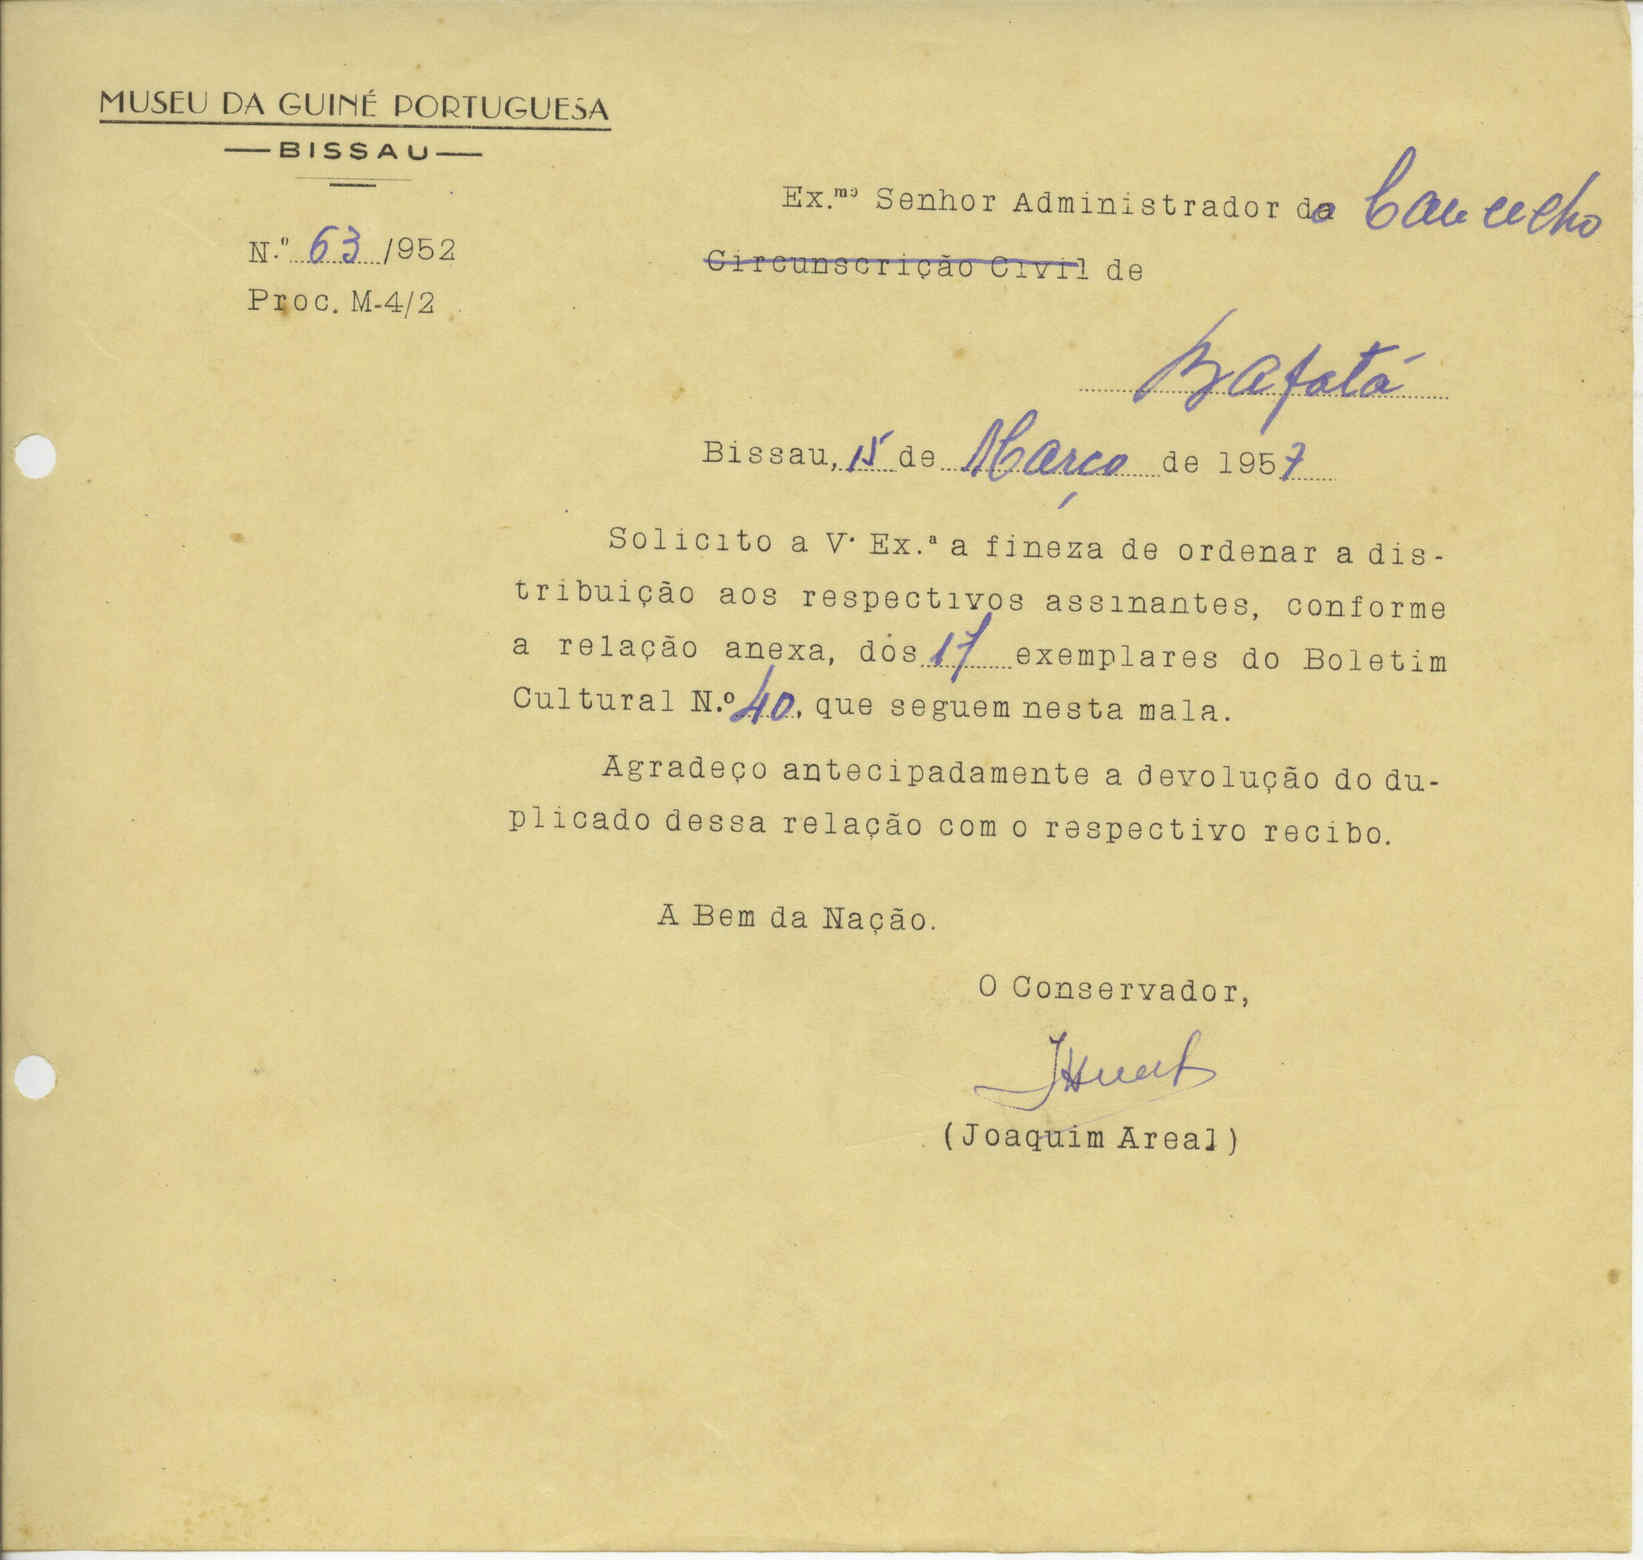 MUSEU DA GUINÉ PORTUGUESA
BISSAU
N.º 63/952
Proc. M-4/2
Ex.mo Senhor Administrador do Concelho
Circunscrição Civil de
Bafatá
Bissau, 15 de Março de 1957
Solicito a V. Ex.ª a fineza de ordenar a dis-
tribuição aos respectivos assinantes, conforme
a relação anexa, dos 17 exemplares do Boletim
Cultural N.º 40, que seguem nesta mala.
Agradeço antecipadamente a devolução do du-
plicado dessa relação com o respectivo recibo.
A Bem da Nação.
O Conservador,
(Joaquim Areal)